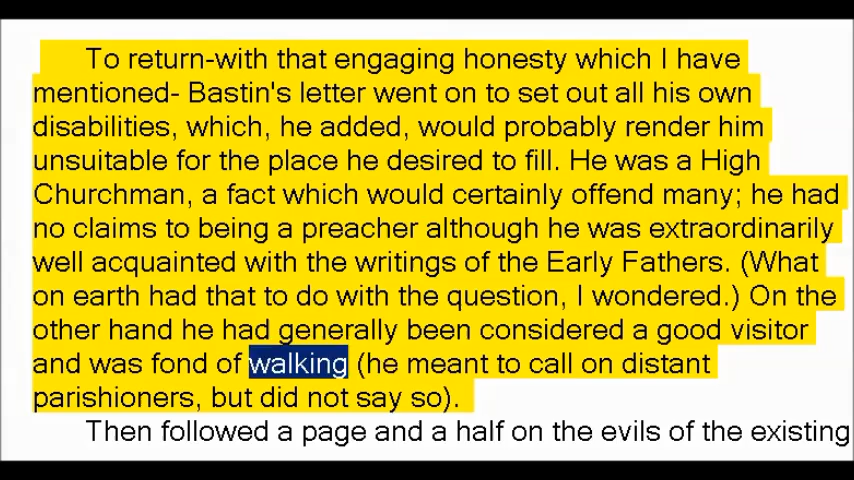 To return-with that engaging honesty which I have
mentioned- Bastin's letter went on to set out all his own
disabilities, which, he added, would probably render him
unsuitable for the place he desired to fill. He was a High
Churchman, a fact which would certainly offend many; he had
no claims to being a preacher although he was extraordinarily
well acquainted with the writings of the Early Fathers. (What
on earth had that to do with the question, I wondered.) On the
other hand he had generally been considered a good visitor
and was fond of walking (he meant to call on distant
parishioners, but did not say so).
Then followed a page and a half on the evils of the existing